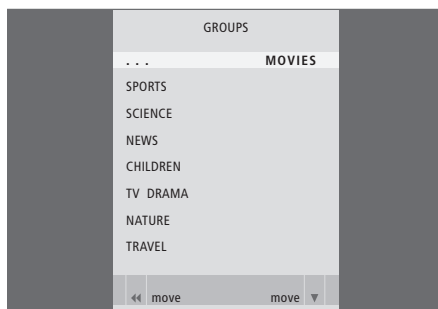 GROUPS
. . . MOVIES
SPORTS
SCIENCE
NEWS
CHILDREN
TV DRAMA
NATURE
TRAVEL
move move